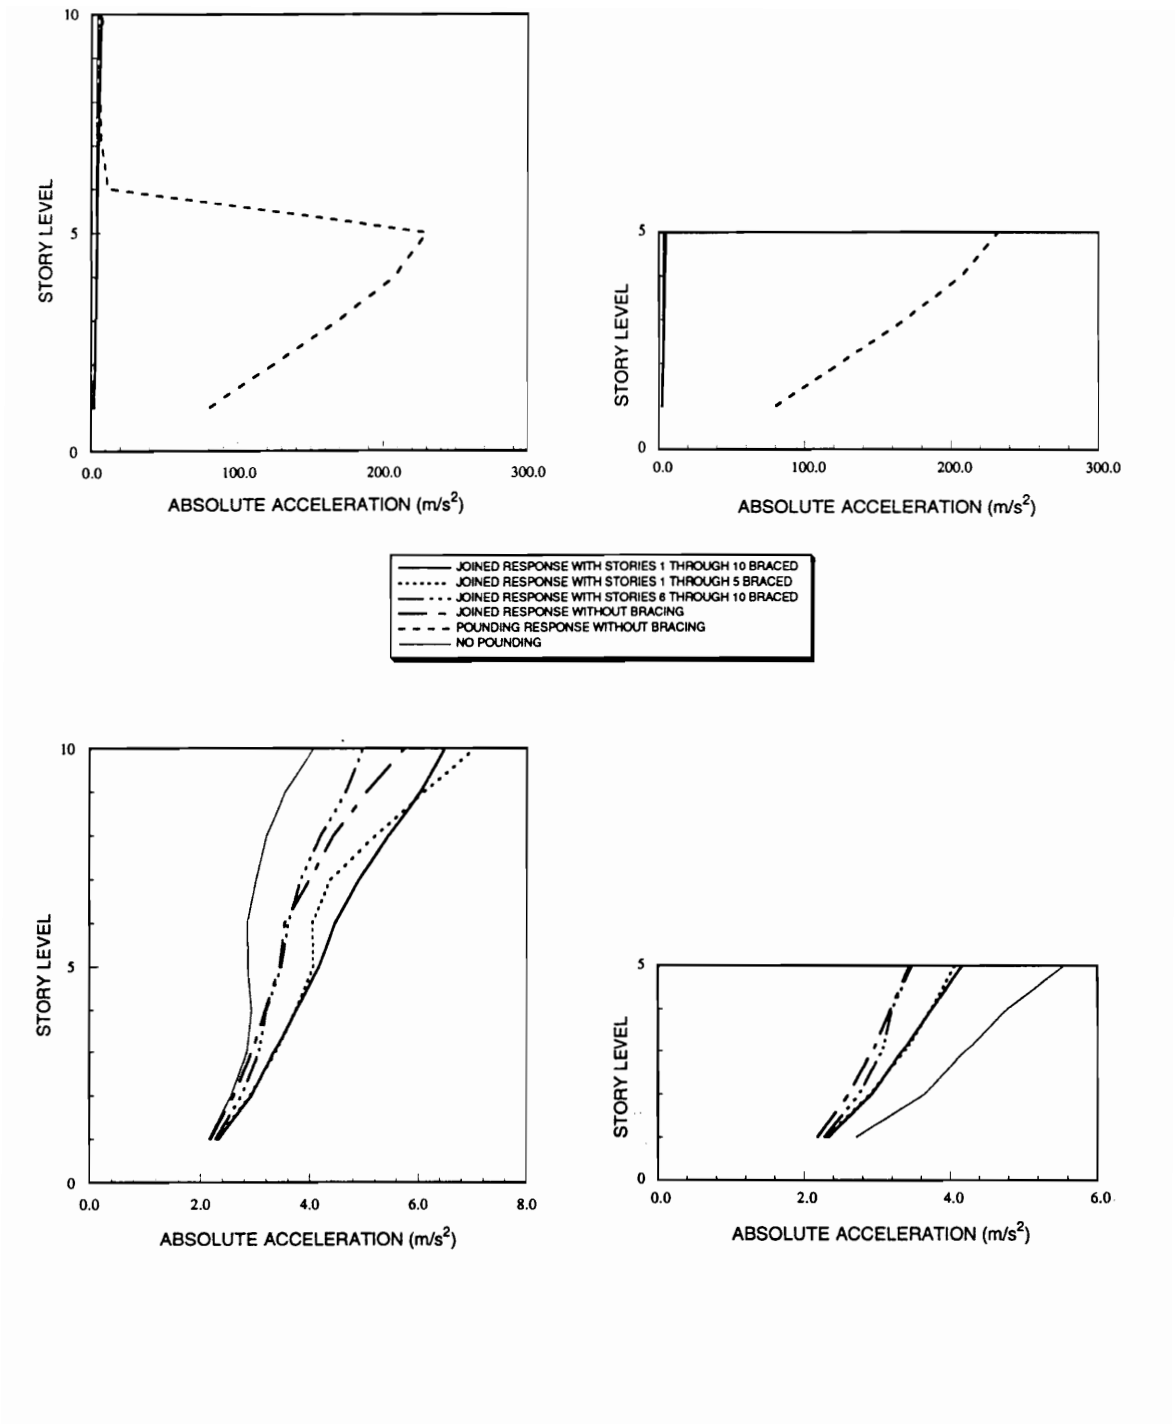 10
5
0
STORY LEVEL
0.0 100.0 200.0 300.0
ABSOLUTE ACCELERATION (m/s²)
5
0
STORY LEVEL
0.0 100.0 200.0 300.0
ABSOLUTE ACCELERATION (m/s²)
JOINED RESPONSE WITH STORIES 1 THROUGH 10 BRACED
JOINED RESPONSE WITH STORIES 1 THROUGH 5 BRACED
JOINED RESPONSE WITH STORIES 6 THROUGH 10 BRACED
JOINED RESPONSE WITHOUT BRACING
POUNDING RESPONSE WITHOUT BRACING
NO POUNDING
10
5
0
STORY LEVEL
0.0 2.0 4.0 6.0 8.0
ABSOLUTE ACCELERATION (m/s²)
5
0
STORY LEVEL
0.0 2.0 4.0 6.0
ABSOLUTE ACCELERATION (m/s²)